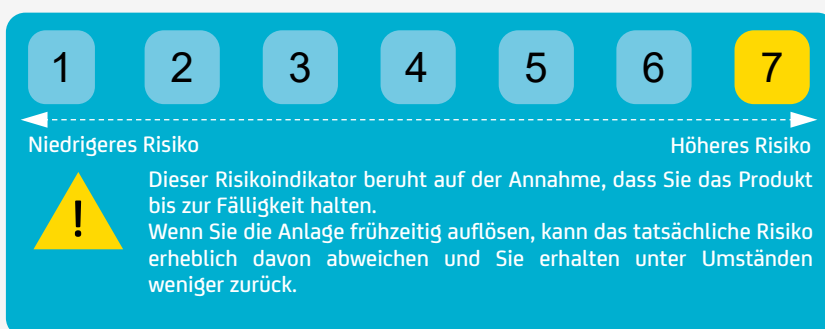 1 2 3 4 5 6 7
Niedrigeres Risiko Höheres Risiko
Dieser Risikoindikator beruht auf der Annahme, dass Sie das Produkt
bis zur Fälligkeit halten.
!
Wenn Sie die Anlage frühzeitig auflösen, kann das tatsächliche Risiko
erheblich davon abweichen und Sie erhalten unter Umständen
weniger zurück.